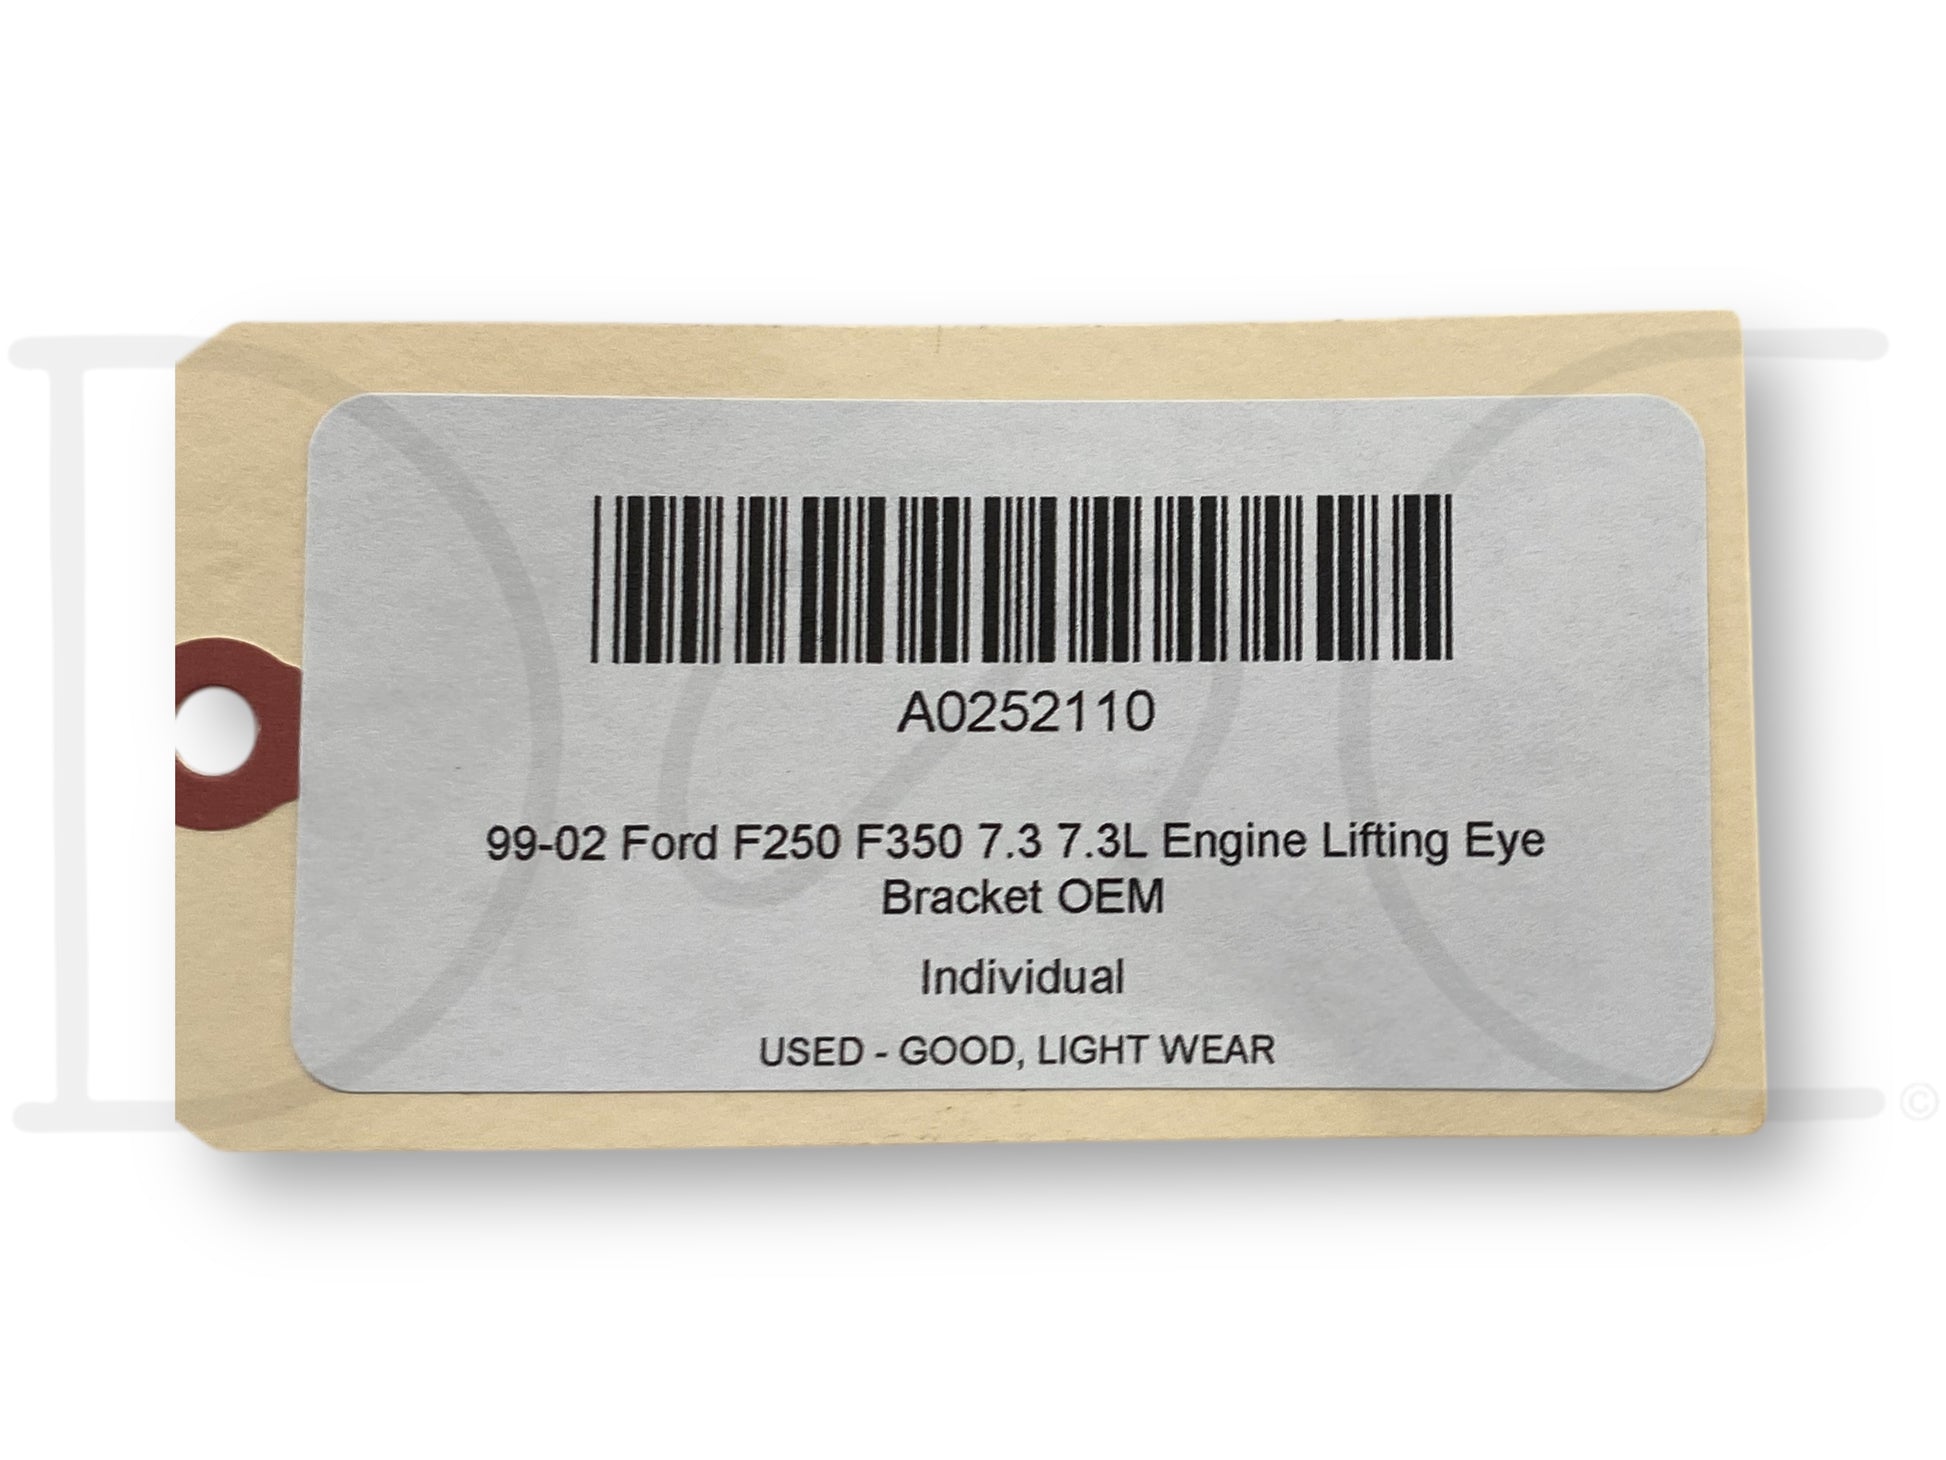 A0252110
99-02 Ford F250 F350 7.3 7.3L Engine Lifting Eye
Bracket OEM
Individual
USED - GOOD, LIGHT WEAR
©